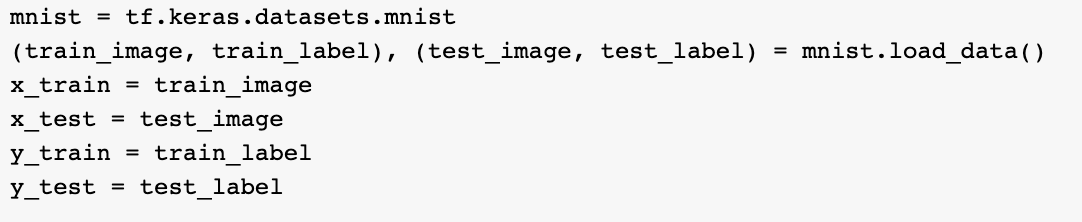 mnist = tf.keras.datasets.mnist
(train_image, train_label), (test_image, test_label) = mnist.load_data()
x_train = train_image
x_test = test_image
y_train = train_label
y_test = test_label